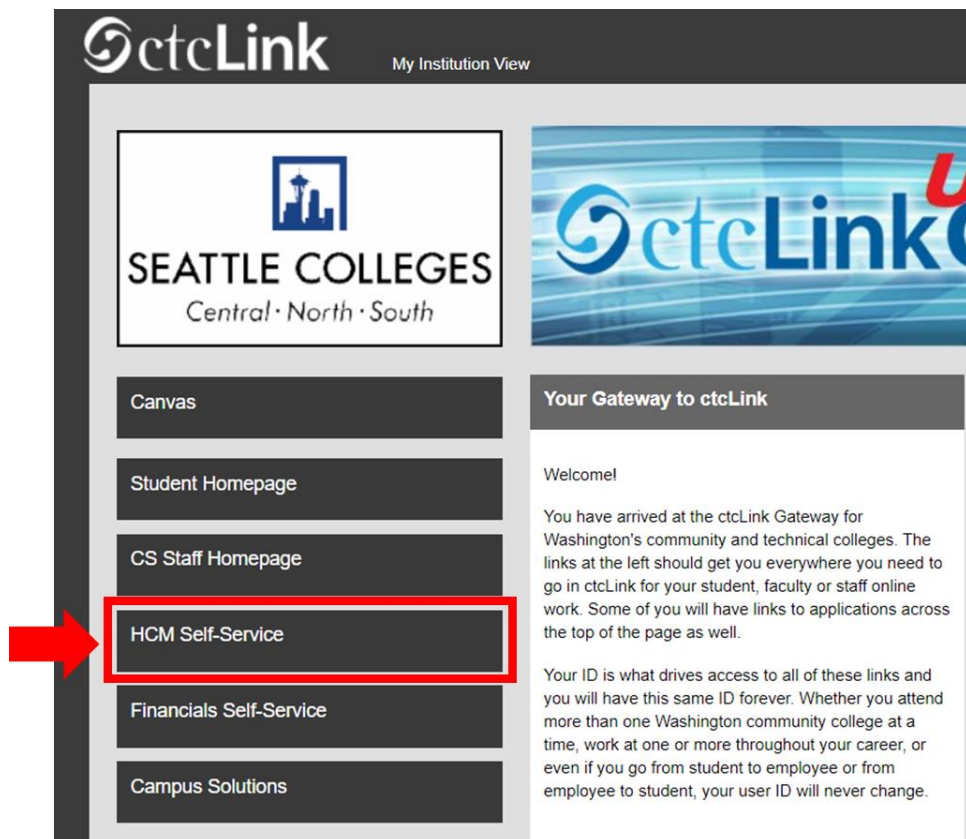 ctcLink
My Institution View
SEATTLE COLLEGES
Central · North · South
ctcLink
Canvas
Student Homepage
CS Staff Homepage
HCM Self-Service
Financials Self-Service
Campus Solutions
Your Gateway to ctcLink
Welcome!
You have arrived at the ctcLink Gateway for
Washington's community and technical colleges. The
links at the left should get you everywhere you need to
go in ctcLink for your student, faculty or staff online
work. Some of you will have links to applications across
the top of the page as well.
Your ID is what drives access to all of these links and
you will have this same ID forever. Whether you attend
more than one Washington community college at a
time, work at one or more throughout your career, or
even if you go from student to employee or from
employee to student, your user ID will never change.